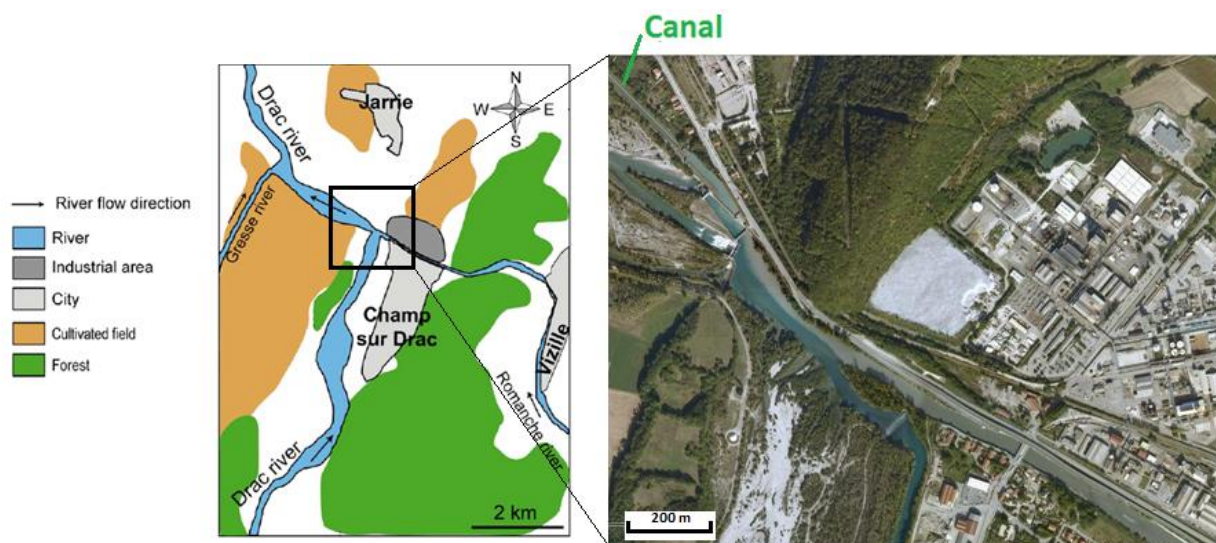 Canal
Jarrie
N
W E
S
Drac river
River flow direction
River
Industrial area
City
Cultivated field
Forest
Gresse river
Champ
sur Drac
Vizille
Romanche river
Drac river
2 km
200 m